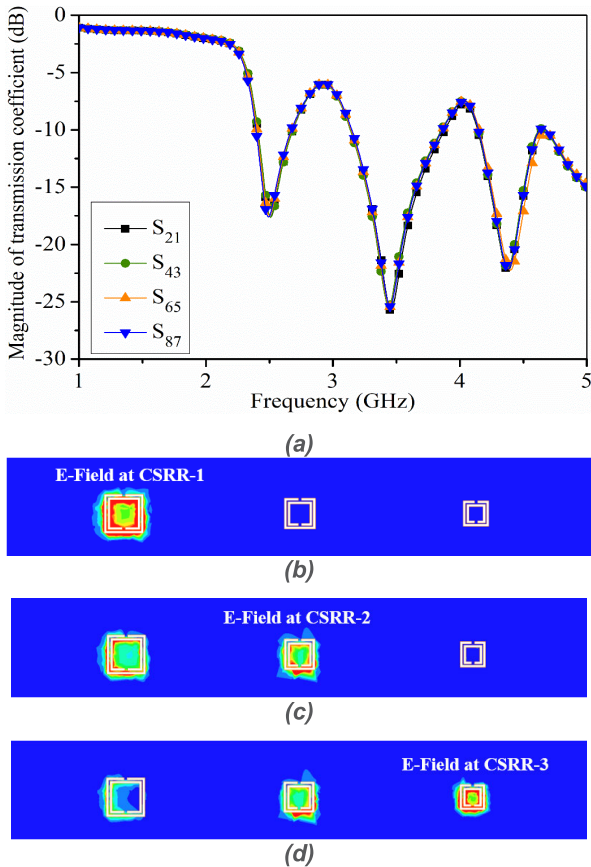 Magnitude of transmission coefficient (dB)
0
-5
-10
-15
-20
-25
-30
S21
S43
S65
S87
1 2 3 4 5
Frequency (GHz)
(a)
E-Field at CSRR-1
(b)
E-Field at CSRR-2
(c)
E-Field at CSRR-3
(d)